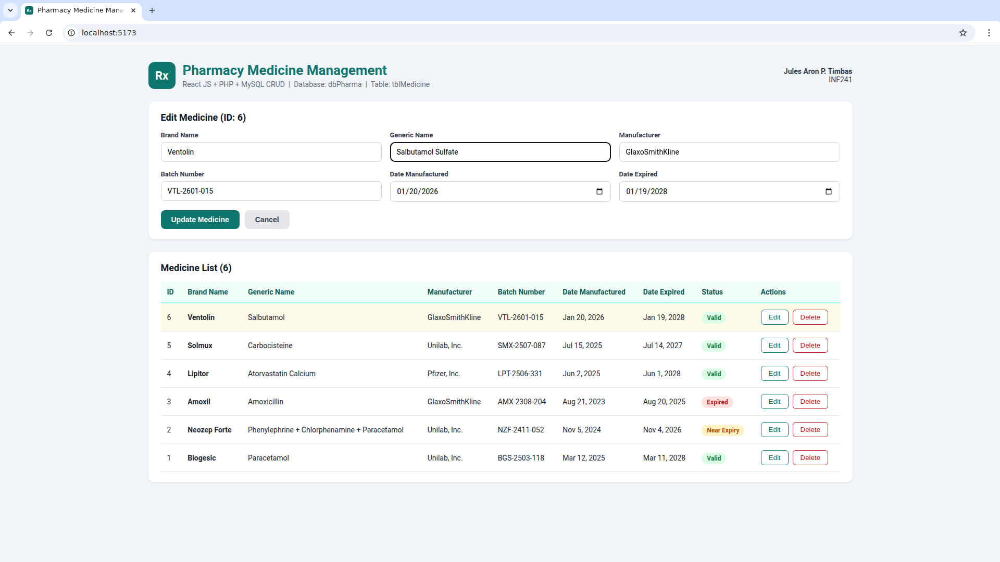 Rx Pharmacy Medicine Mana
localhost:5173
Rx
Pharmacy Medicine Management
React JS + PHP + MySQL CRUD | Database: dbPharma | Table: tblMedicine
Jules Aron P. Timbas
INF241
Edit Medicine (ID: 6)
Brand Name Generic Name Manufacturer
Ventolin Salbutamol Sulfate GlaxoSmithKline
Batch Number Date Manufactured Date Expired
VTL-2601-015 01/20/2026 01/19/2028
Update Medicine Cancel
Medicine List (6)
ID Brand Name Generic Name Manufacturer Batch Number Date Manufactured Date Expired Status Actions
6 Ventolin Salbutamol GlaxoSmithKline VTL-2601-015 Jan 20, 2026 Jan 19, 2028 Valid Edit Delete
5 Solmux Carbocisteine Unilab, Inc. SMX-2507-087 Jul 15, 2025 Jul 14, 2027 Valid Edit Delete
4 Lipitor Atorvastatin Calcium Pfizer, Inc. LPT-2506-331 Jun 2, 2025 Jun 1, 2028 Valid Edit Delete
3 Amoxil Amoxicillin GlaxoSmithKline AMX-2308-204 Aug 21, 2023 Aug 20, 2025 Expired Edit Delete
2 Neozep Forte Phenylephrine + Chlorphenamine + Paracetamol Unilab, Inc. NZF-2411-052 Nov 5, 2024 Nov 4, 2026 Near Expiry Edit Delete
1 Biogesic Paracetamol Unilab, Inc. BGS-2503-118 Mar 12, 2025 Mar 11, 2028 Valid Edit Delete